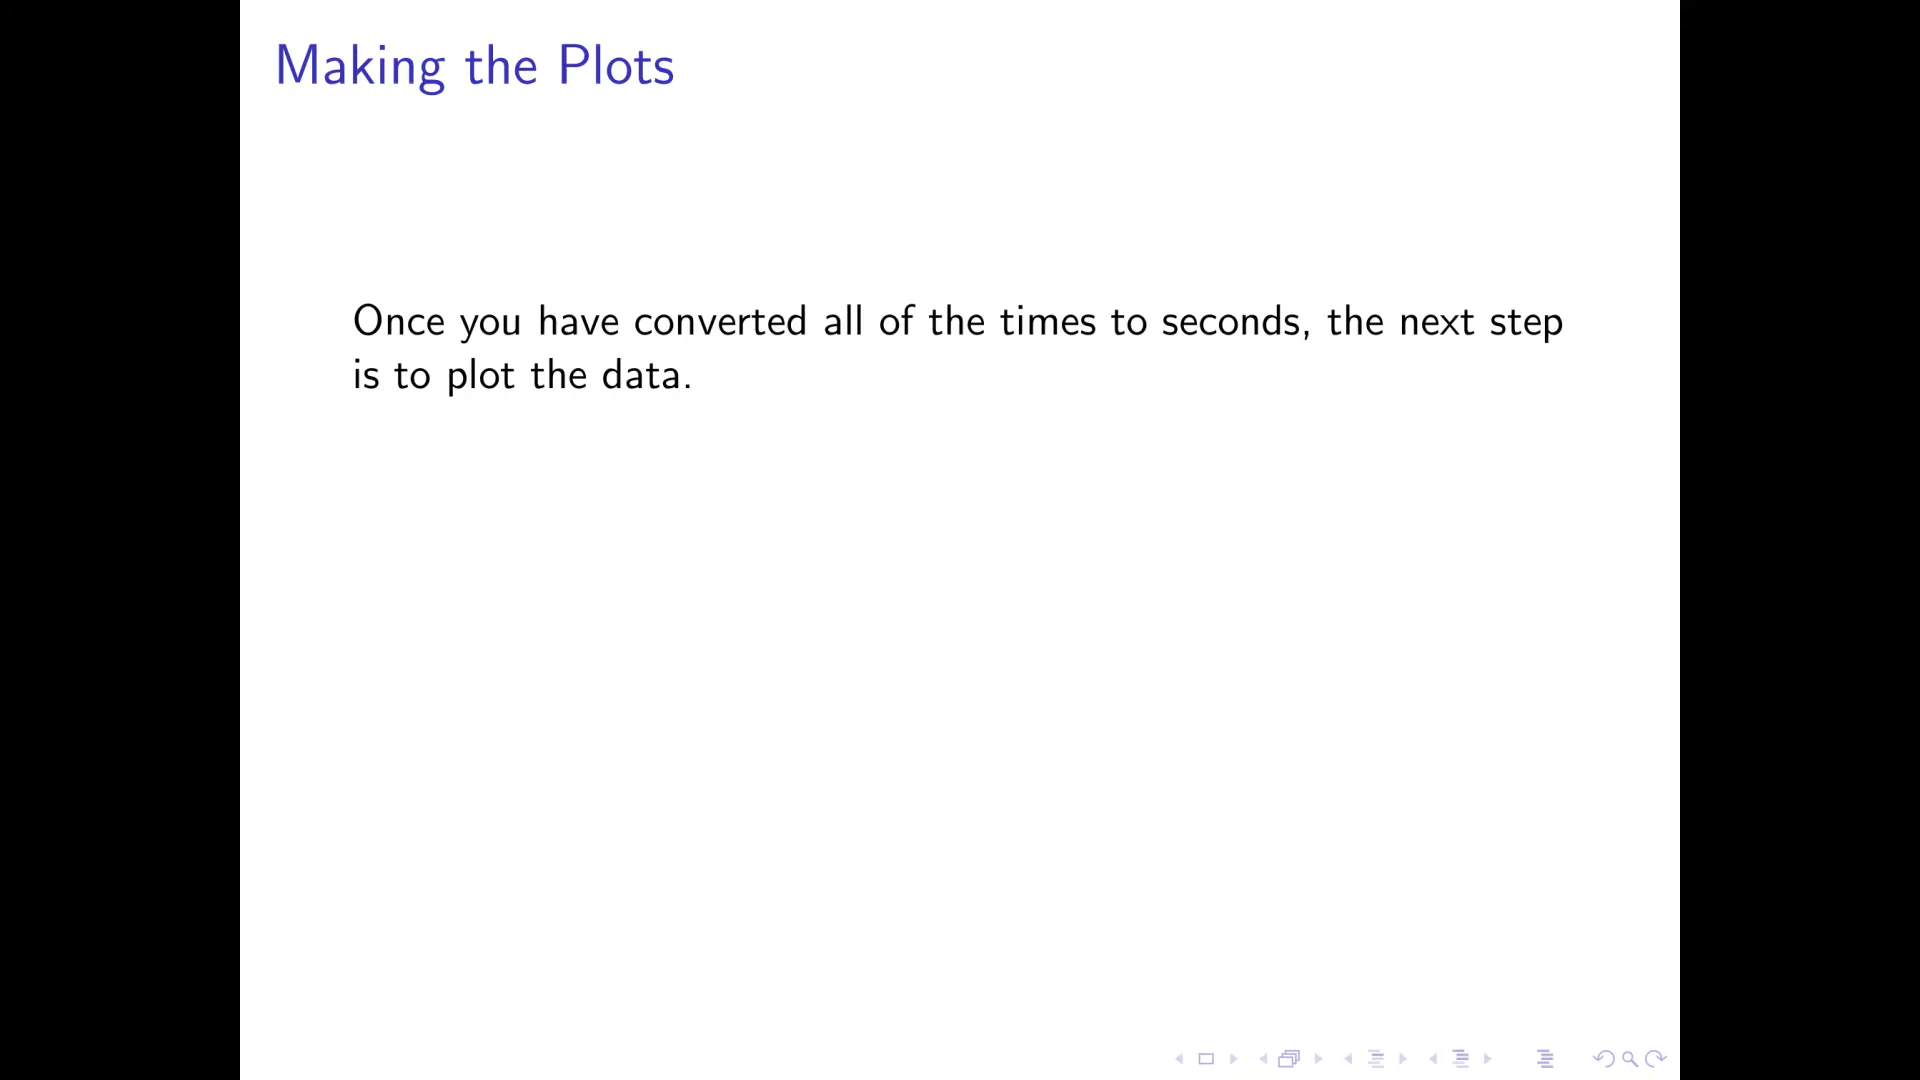 Making the Plots
Once you have converted all of the times to seconds, the next step
is to plot the data.